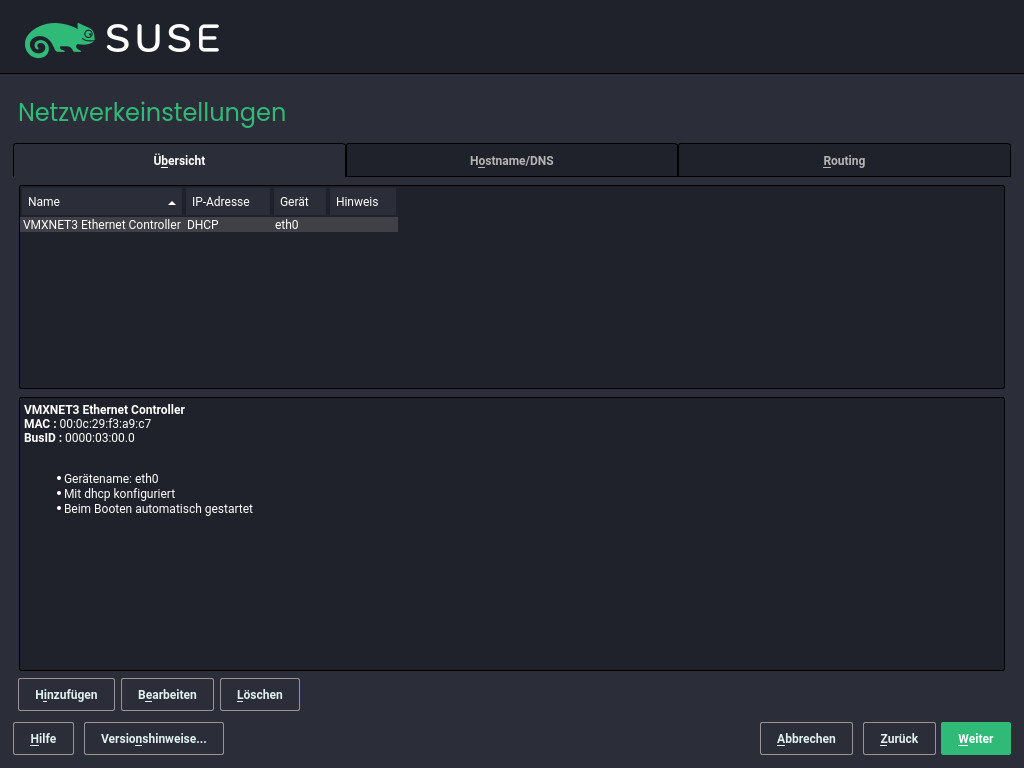 SUSE
Netzwerkeinstellungen
Übersicht Hostname/DNS Routing
Name IP-Adresse Gerät Hinweis
VMXNET3 Ethernet Controller DHCP eth0
VMXNET3 Ethernet Controller
MAC : 00:0c:29:f3:a9:c7
BusID : 0000:03:00.0
• Gerätename: eth0
• Mit dhcp konfiguriert
• Beim Booten automatisch gestartet
Hinzufügen Bearbeiten Löschen
Hilfe Versionshinweise... Abbrechen Zurück Weiter